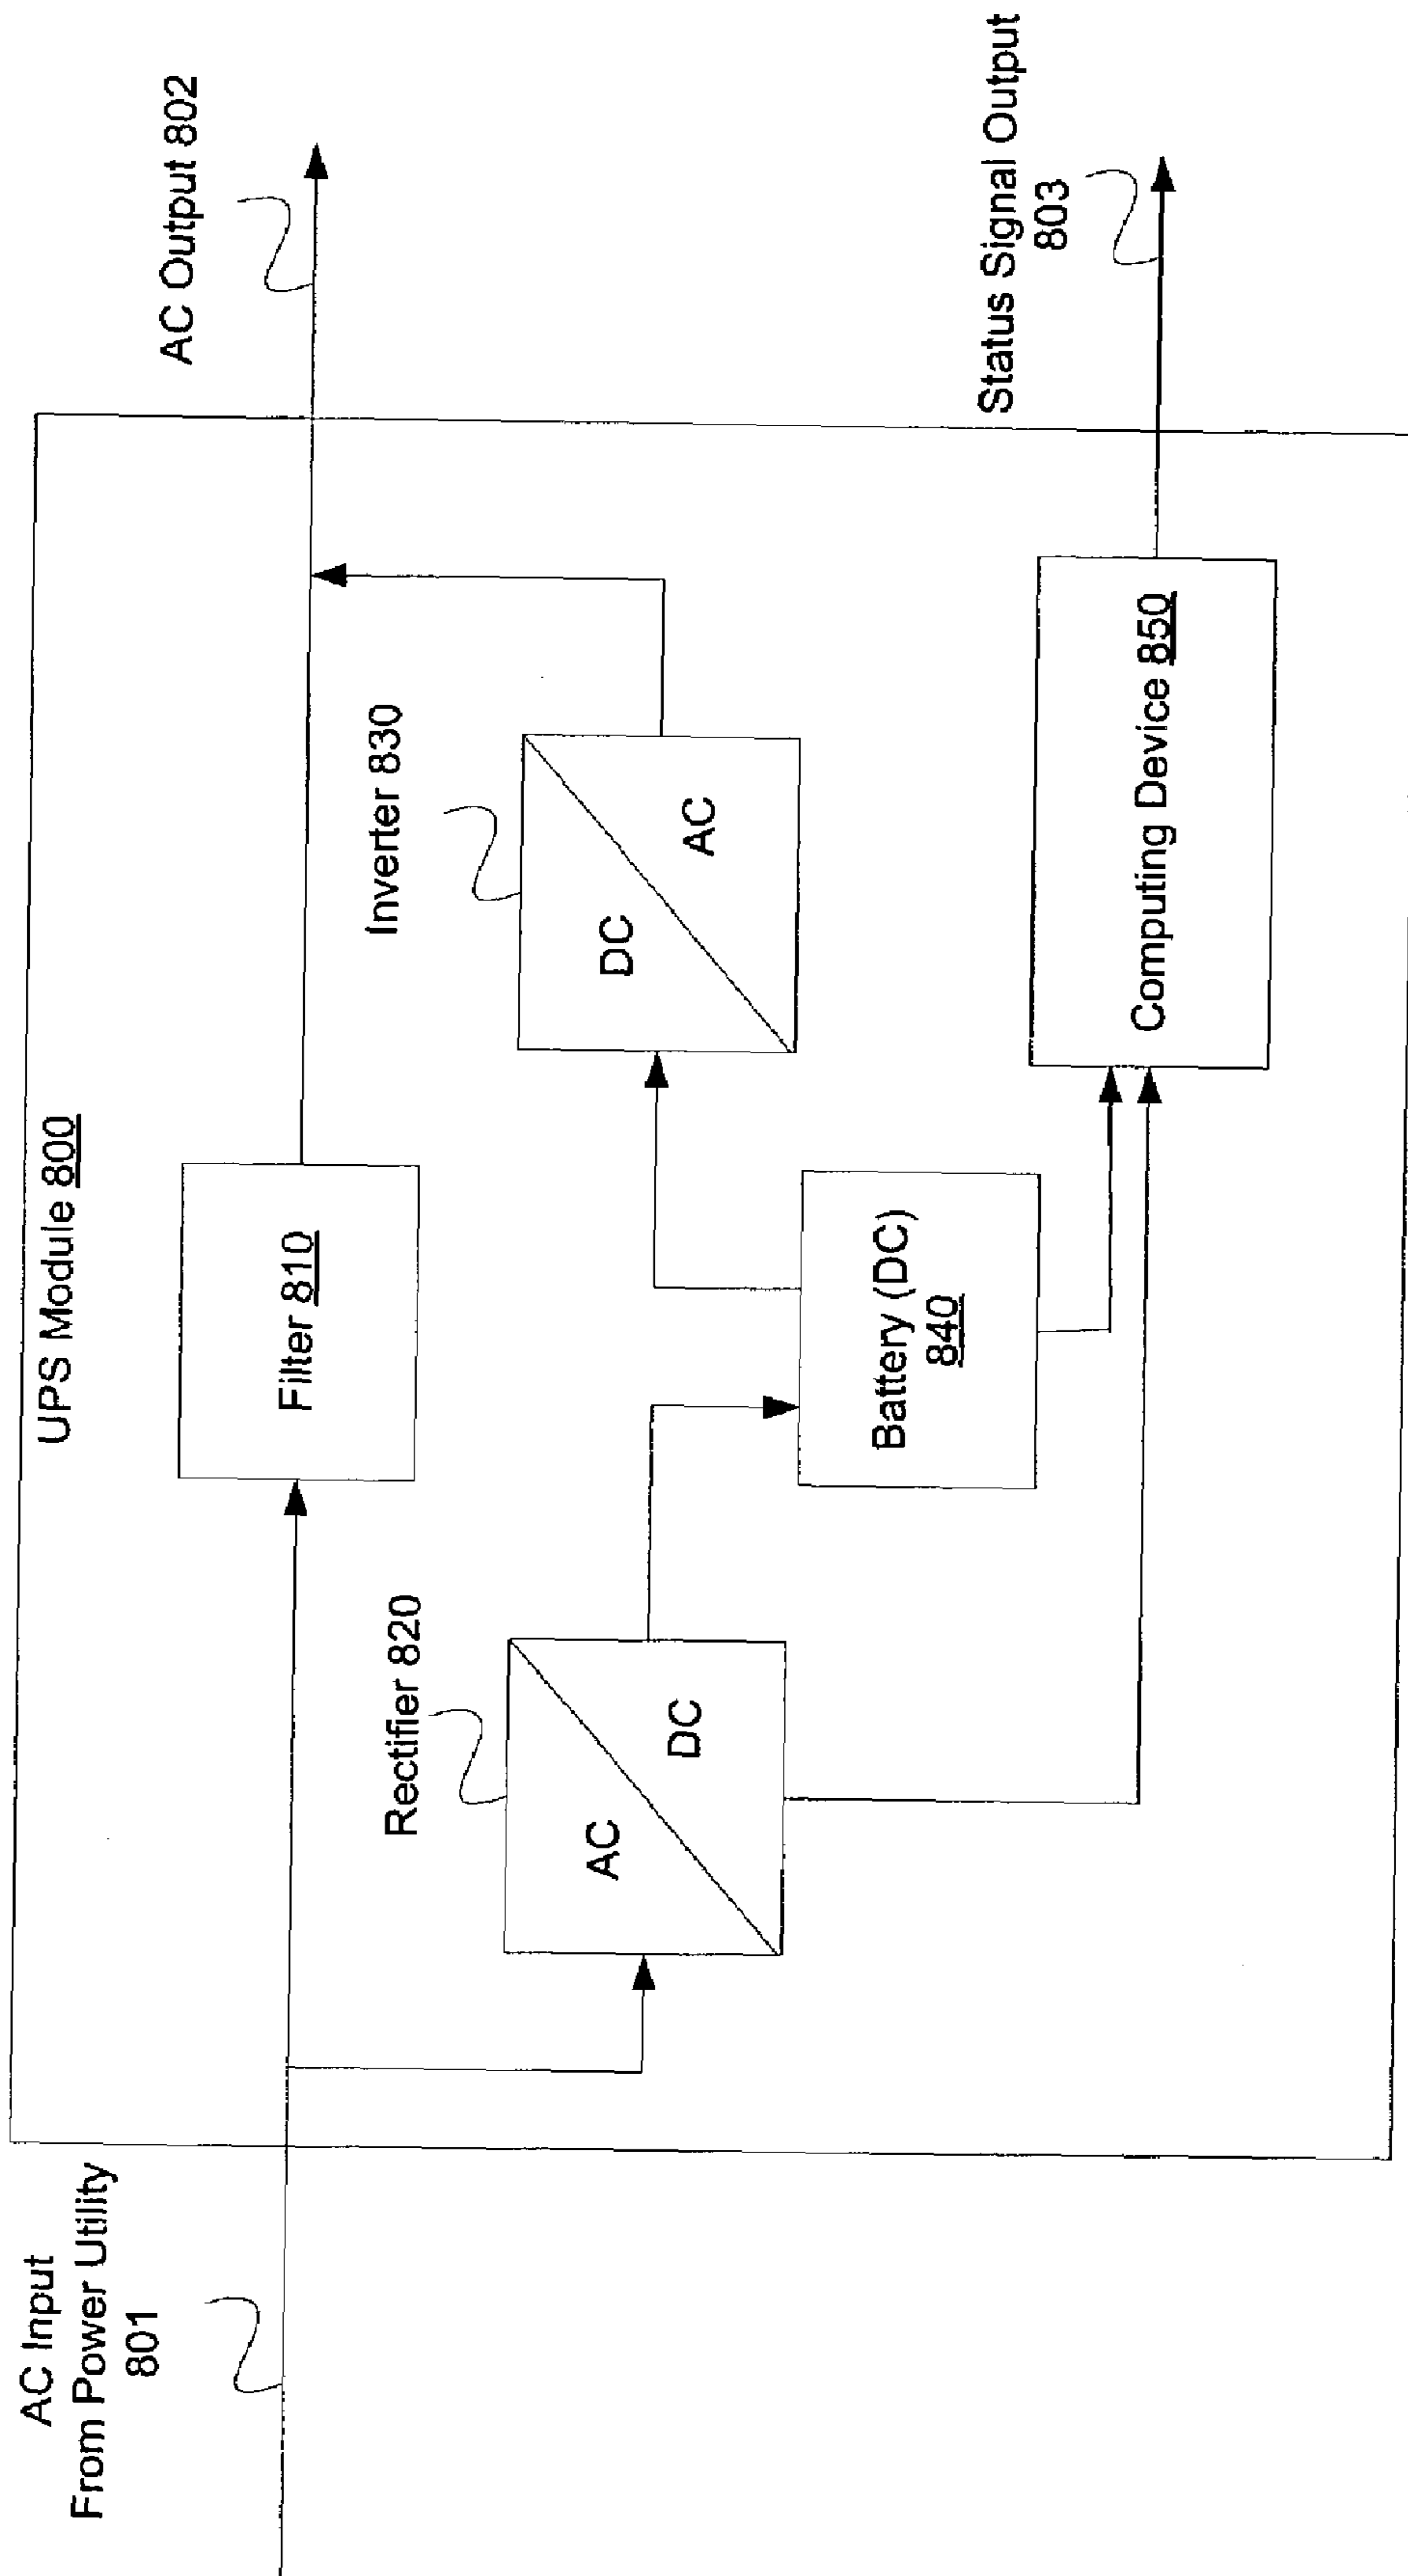 AC Input
From Power Utility
801
UPS Module 800
AC Output 802
Filter 810
Rectifier 820
AC
DC
Inverter 830
DC
AC
Battery (DC)
840
Computing Device 850
Status Signal Output
803